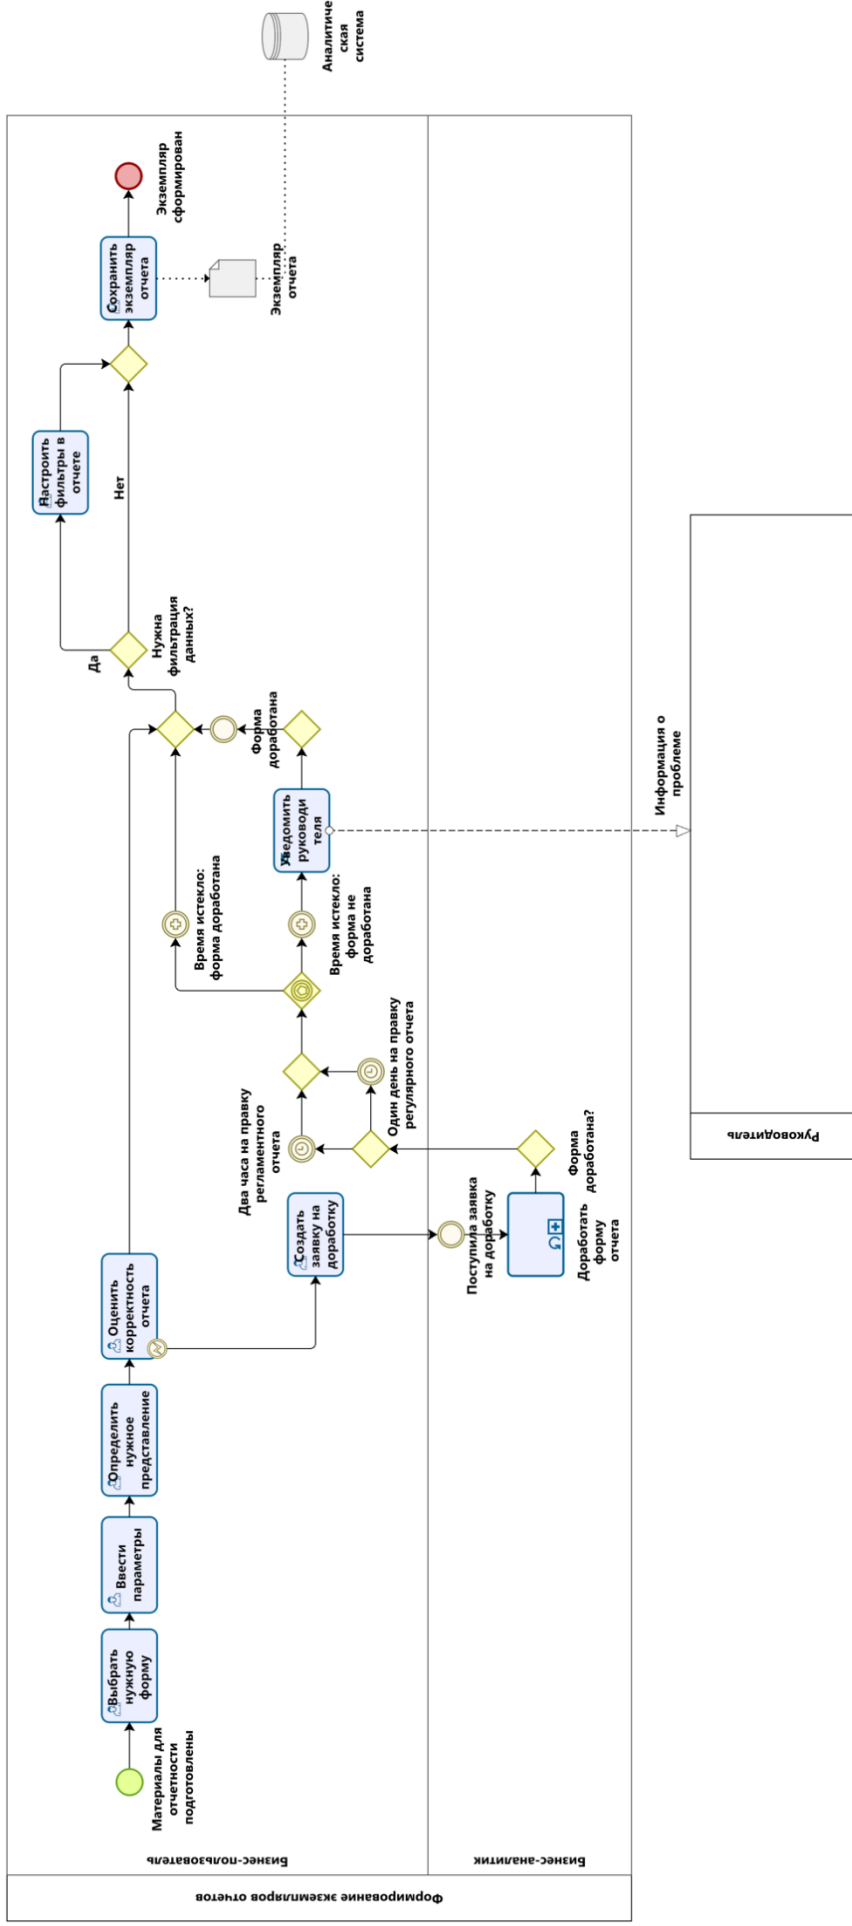 Формирование экземпляров отчетов
Бизнес-пользователь
Бизнес-аналитик
Материалы для
отчетности
подготовлены
Выбрать
нужную
форму
Ввести
параметры
Определить
нужное
представление
Оценить
корректность
отчета
Создать
заявку на
доработку
Поступила заявка
на доработку
Доработать
форму
отчета
Форма
доработана?
Два часа на правку
регламентного
отчета
Один день на правку
регулярного отчета
Время истекло:
форма доработана
Время истекло:
форма не
доработана
Уведомить
руководи
теля
Форма
доработана
Нужна
фильтрация
данных?
Да
Нет
Настроить
фильтры в
отчете
Сохранить
экземпляр
отчета
Экземпляр
отчета
Экземпляр
сформирован
Аналитиче
ская
система
Информация о
проблеме
Руководитель